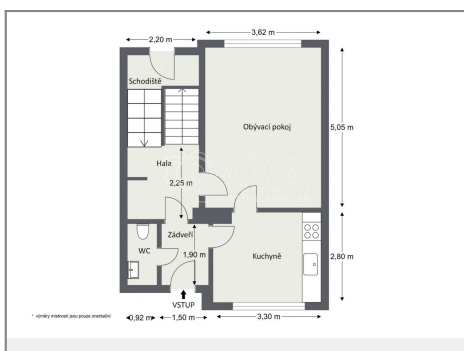 2,20 m
3,62 m
Schodiště
Obývací pokoj
5,05 m
Hala
2,25 m
Zádveří
WC
1,90 m
Kuchyně
2,80 m
VSTUP
* výměry místností jsou pouze orientační
0,92 m
1,50 m
3,30 m